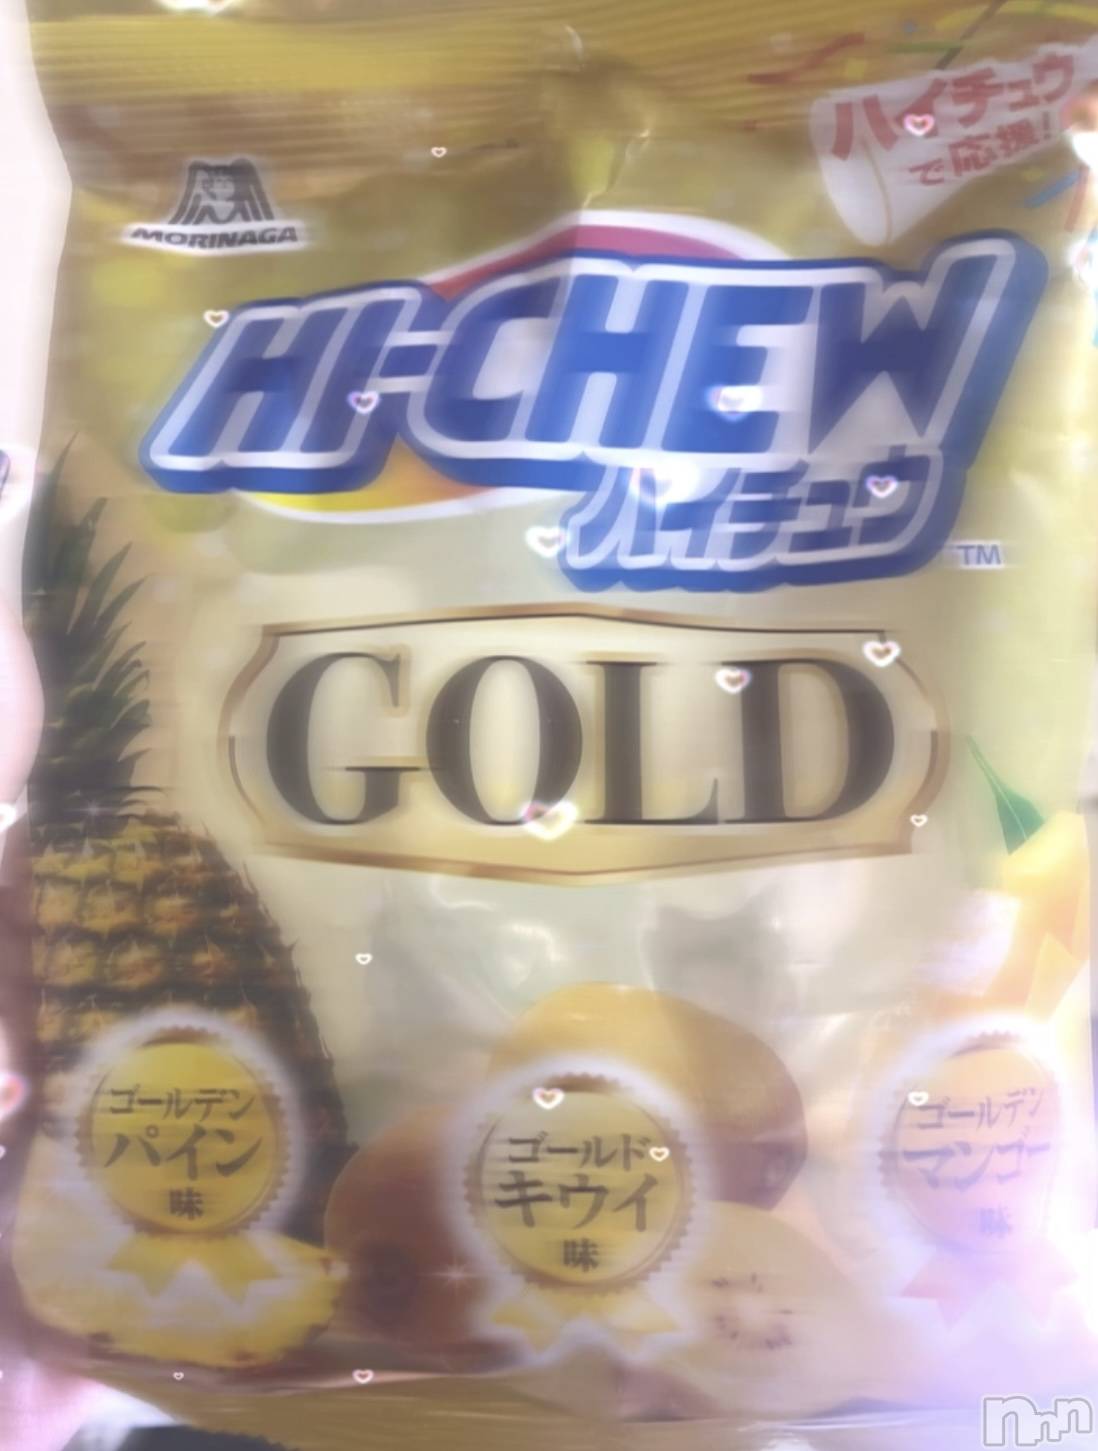 ハイチュウ
で応援!
MORINAGA
HI-CHEW
ハイチュウ
TM
GOLD
ゴールデン
パイン
味
ゴールド
キウイ
味
ゴールデン
マンゴー
味
nnn